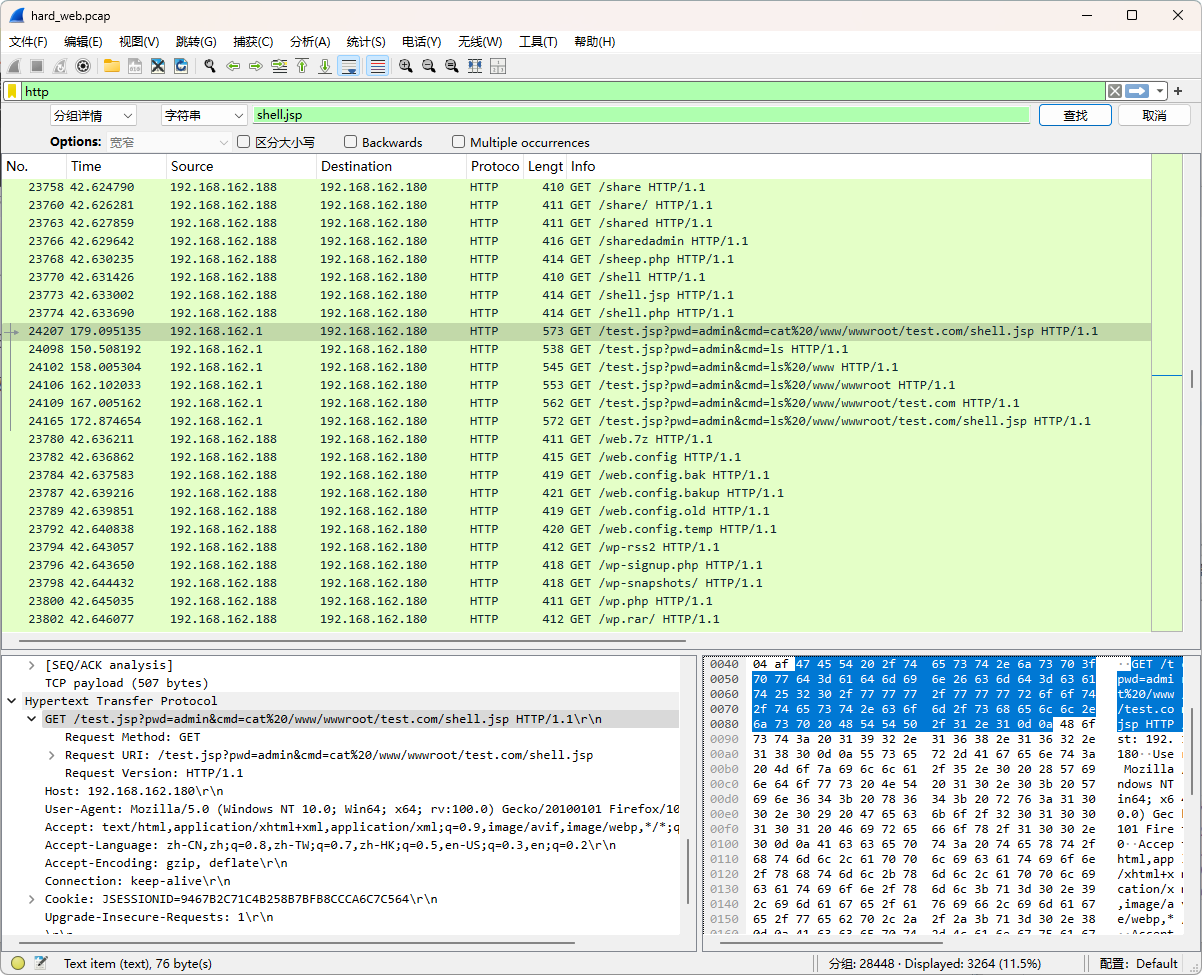 hard_web.pcap
文件(F) 编辑(E) 视图(V) 跳转(G) 捕获(C) 分析(A) 统计(S) 电话(Y) 无线(W) 工具(T) 帮助(H)
http
分组详情 字符串 shell.jsp 查找 取消
Options: 宽窄 区分大小写 Backwards Multiple occurrences
No. Time Source Destination Protoco Lengt Info
23758 42.624790 192.168.162.188 192.168.162.180 HTTP 410 GET /share HTTP/1.1
23760 42.626281 192.168.162.188 192.168.162.180 HTTP 411 GET /share/ HTTP/1.1
23763 42.627859 192.168.162.188 192.168.162.180 HTTP 411 GET /shared HTTP/1.1
23766 42.629642 192.168.162.188 192.168.162.180 HTTP 416 GET /sharedadmin HTTP/1.1
23768 42.630235 192.168.162.188 192.168.162.180 HTTP 414 GET /sheep.php HTTP/1.1
23770 42.631426 192.168.162.188 192.168.162.180 HTTP 410 GET /shell HTTP/1.1
23773 42.633002 192.168.162.188 192.168.162.180 HTTP 414 GET /shell.jsp HTTP/1.1
23774 42.633690 192.168.162.188 192.168.162.180 HTTP 414 GET /shell.php HTTP/1.1
24207 179.095135 192.168.162.1 192.168.162.180 HTTP 573 GET /test.jsp?pwd=admin&cmd=cat%20/www/wwwroot/test.com/shell.jsp HTTP/1.1
24098 150.508192 192.168.162.1 192.168.162.180 HTTP 538 GET /test.jsp?pwd=admin&cmd=ls HTTP/1.1
24102 158.005304 192.168.162.1 192.168.162.180 HTTP 545 GET /test.jsp?pwd=admin&cmd=ls%20/www HTTP/1.1
24106 162.102033 192.168.162.1 192.168.162.180 HTTP 553 GET /test.jsp?pwd=admin&cmd=ls%20/www/wwwroot HTTP/1.1
24109 167.005162 192.168.162.1 192.168.162.180 HTTP 562 GET /test.jsp?pwd=admin&cmd=ls%20/www/wwwroot/test.com HTTP/1.1
24165 172.874654 192.168.162.1 192.168.162.180 HTTP 572 GET /test.jsp?pwd=admin&cmd=ls%20/www/wwwroot/test.com/shell.jsp HTTP/1.1
23780 42.636211 192.168.162.188 192.168.162.180 HTTP 411 GET /web.7z HTTP/1.1
23782 42.636862 192.168.162.188 192.168.162.180 HTTP 415 GET /web.config HTTP/1.1
23784 42.637583 192.168.162.188 192.168.162.180 HTTP 419 GET /web.config.bak HTTP/1.1
23787 42.639216 192.168.162.188 192.168.162.180 HTTP 421 GET /web.config.bakup HTTP/1.1
23789 42.639851 192.168.162.188 192.168.162.180 HTTP 419 GET /web.config.old HTTP/1.1
23792 42.640838 192.168.162.188 192.168.162.180 HTTP 420 GET /web.config.temp HTTP/1.1
23794 42.643057 192.168.162.188 192.168.162.180 HTTP 412 GET /wp-rss2 HTTP/1.1
23796 42.643650 192.168.162.188 192.168.162.180 HTTP 418 GET /wp-signup.php HTTP/1.1
23798 42.644432 192.168.162.188 192.168.162.180 HTTP 418 GET /wp-snapshots/ HTTP/1.1
23800 42.645035 192.168.162.188 192.168.162.180 HTTP 411 GET /wp.php HTTP/1.1
23802 42.646077 192.168.162.188 192.168.162.180 HTTP 412 GET /wp.rar/ HTTP/1.1
[SEQ/ACK analysis]
TCP payload (507 bytes)
Hypertext Transfer Protocol
GET /test.jsp?pwd=admin&cmd=cat%20/www/wwwroot/test.com/shell.jsp HTTP/1.1\r\n
Request Method: GET
Request URI: /test.jsp?pwd=admin&cmd=cat%20/www/wwwroot/test.com/shell.jsp
Request Version: HTTP/1.1
Host: 192.168.162.180\r\n
User-Agent: Mozilla/5.0 (Windows NT 10.0; Win64; x64; rv:100.0) Gecko/20100101 Firefox/10
Accept: text/html,application/xhtml+xml,application/xml;q=0.9,image/avif,image/webp,*/*;q
Accept-Language: zh-CN,zh;q=0.8,zh-TW;q=0.7,zh-HK;q=0.5,en-US;q=0.3,en;q=0.2\r\n
Accept-Encoding: gzip, deflate\r\n
Connection: keep-alive\r\n
Cookie: JSESSIONID=9467B2C71C4B258B7BFB8CCCA6C7C564\r\n
Upgrade-Insecure-Requests: 1\r\n
\r\n
0040 04 af 47 45 54 20 2f 74 65 73 74 2e 6a 73 70 3f ··GET /t
0050 70 77 64 3d 61 64 6d 69 6e 26 63 6d 64 3d 63 61 pwd=admi
0060 74 25 32 30 2f 77 77 77 2f 77 77 77 72 6f 6f 74 t%20/www
0070 2f 74 65 73 74 2e 63 6f 6d 2f 73 68 65 6c 6c 2e /test.co
0080 6a 73 70 20 48 54 54 50 2f 31 2e 31 0d 0a 48 6f jsp HTTP
0090 73 74 3a 20 31 39 32 2e 31 36 38 2e 31 36 32 2e st: 192.
00a0 31 38 30 0d 0a 55 73 65 72 2d 41 67 65 6e 74 3a 180··Use
00b0 20 4d 6f 7a 69 6c 6c 61 2f 35 2e 30 20 28 57 69 Mozilla
00c0 6e 64 6f 77 73 20 4e 54 20 31 30 2e 30 3b 20 57 ndows NT
00d0 69 6e 36 34 3b 20 78 36 34 3b 20 72 76 3a 31 30 in64; x6
00e0 30 2e 30 29 20 47 65 63 6b 6f 2f 32 30 31 30 30 0.0) Gec
00f0 31 30 31 20 46 69 72 65 66 6f 78 2f 31 30 30 2e 101 Fire
0100 30 0d 0a 41 63 63 65 70 74 3a 20 74 65 78 74 2f 0··Accep
0110 68 74 6d 6c 2c 61 70 70 6c 69 63 61 74 69 6f 6e html,app
0120 2f 78 68 74 6d 6c 2b 78 6d 6c 2c 61 70 70 6c 69 /xhtml+x
0130 63 61 74 69 6f 6e 2f 78 6d 6c 3b 71 3d 30 2e 39 cation/x
0140 2c 69 6d 61 67 65 2f 61 76 69 66 2c 69 6d 61 67 ,image/a
0150 65 2f 77 65 62 70 2c 2a 2f 2a 3b 71 3d 30 2e 38 e/webp,*
0160 0d 0a 41 63 63 65 70 74 2d 4c 61 6e 67 75 61 67 ··Accept
Text item (text), 76 byte(s) 分组: 28448 · Displayed: 3264 (11.5%) 配置: Default